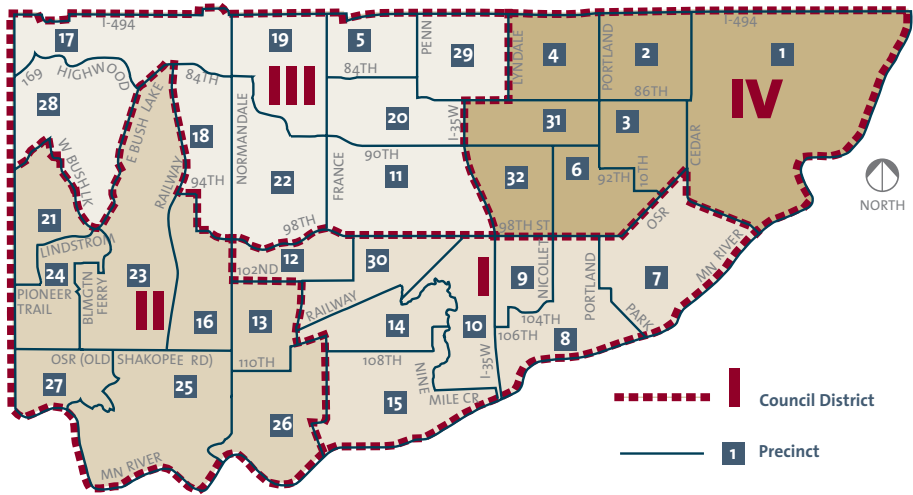 I-494
I-494
17
19
5
PENN
29
LYNDALE
4
PORTLAND
2
1
169
HIGHWOOD
84TH
84TH
86TH
III
IV
28
E BUSH LAKE
18
NORMANDALE
20
I-35W
31
3
CEDAR
W BUSH LK
RAILWAY
94TH
22
FRANCE
90TH
11
32
6
92TH
10TH
NORTH
21
98TH
98TH ST
OSR
LINDSTROM
12
30
24
23
102ND
I
9
NICOLLET
PORTLAND
7
MN RIVER
PIONEER
TRAIL
BLMGTN
FERRY
II
16
13
RAILWAY
14
10
104TH
106TH
8
PARK
OSR (OLD SHAKOPEE RD)
110TH
108TH
I-35W
27
25
NINE
MILE CR
15
26
MN RIVER
Council District
1
Precinct